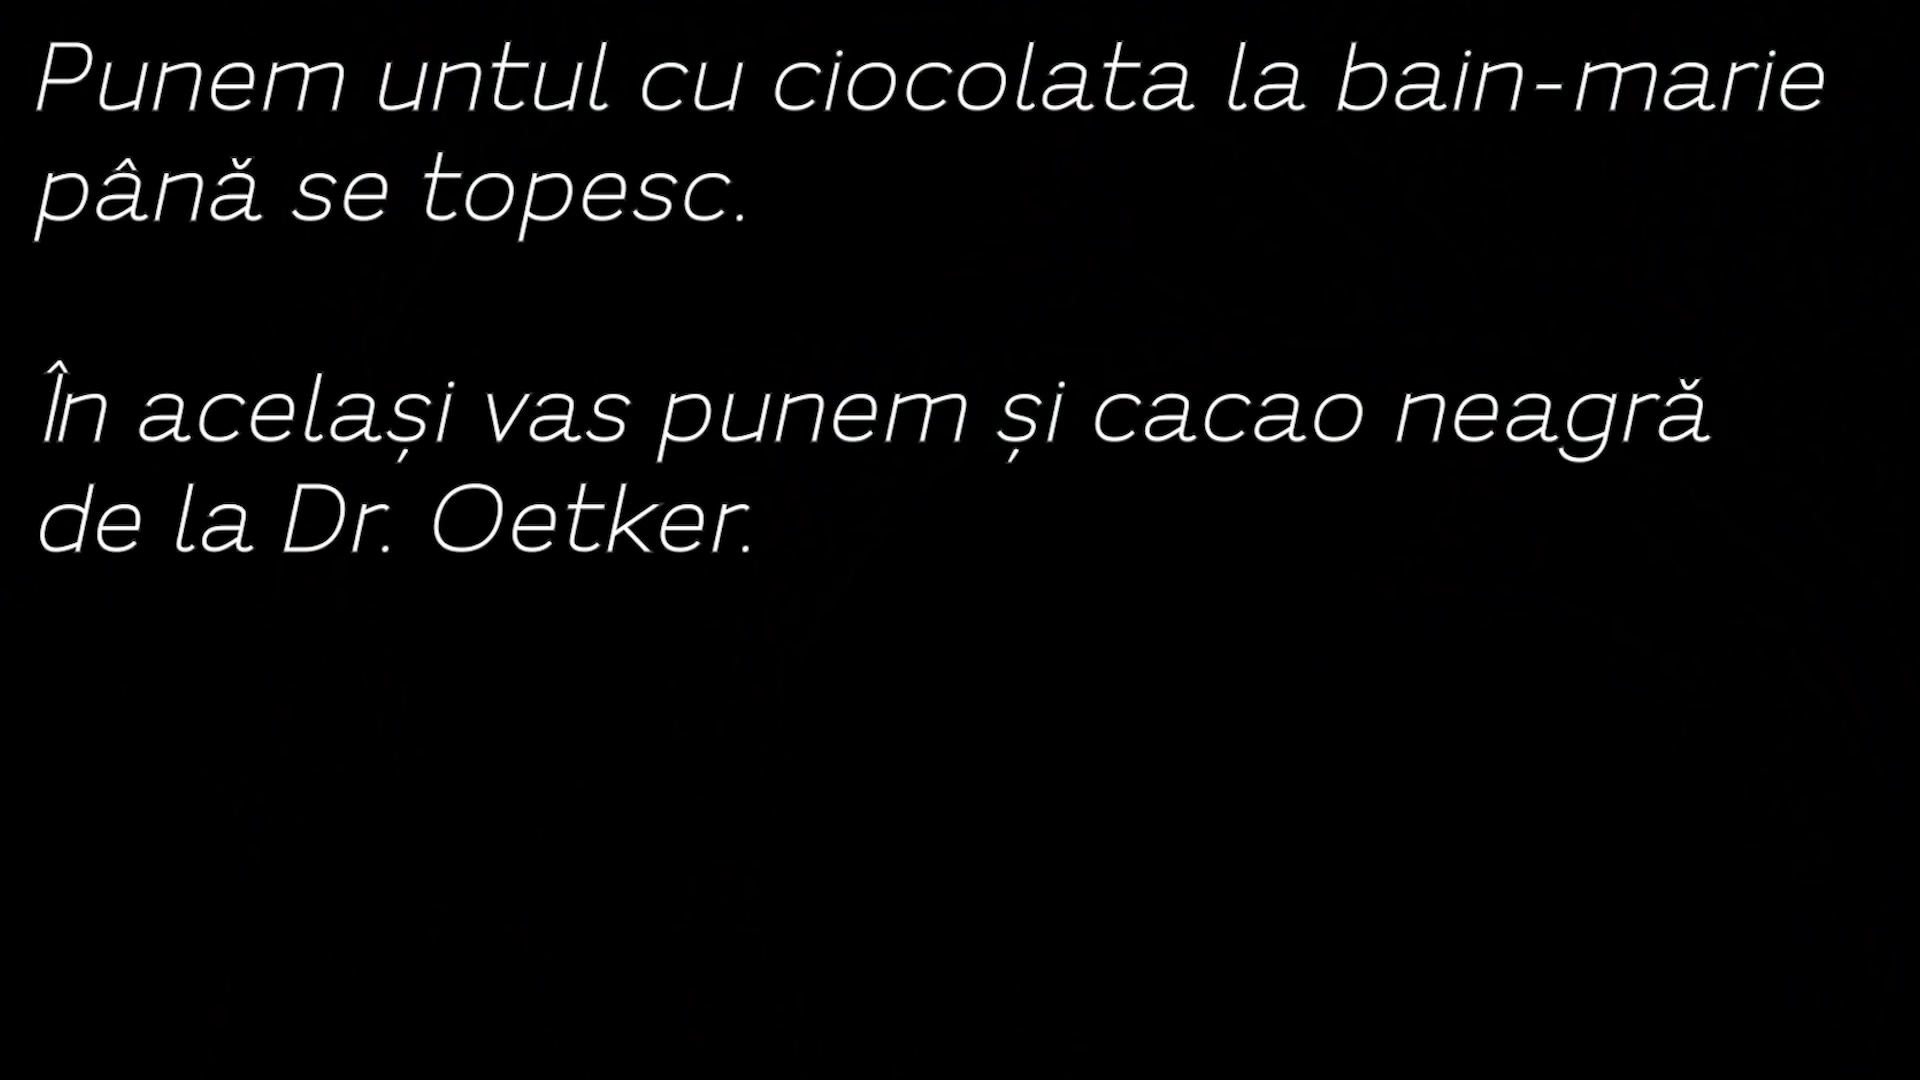 Punem untul cu ciocolata la bain-marie
până se topesc.
În același vas punem și cacao neagră
de la Dr. Oetker.